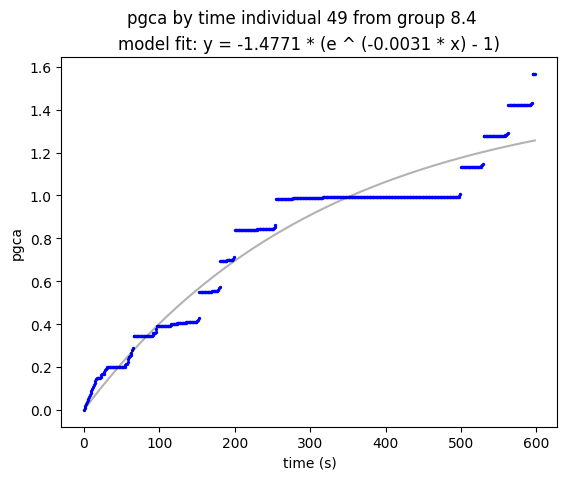 pgca by time individual 49 from group 8.4
model fit: y = -1.4771 * (e ^ (-0.0031 * x) - 1)
1.6
1.4
1.2
1.0
0.8
0.6
0.4
0.2
0.0
pgca
0 100 200 300 400 500 600
time (s)